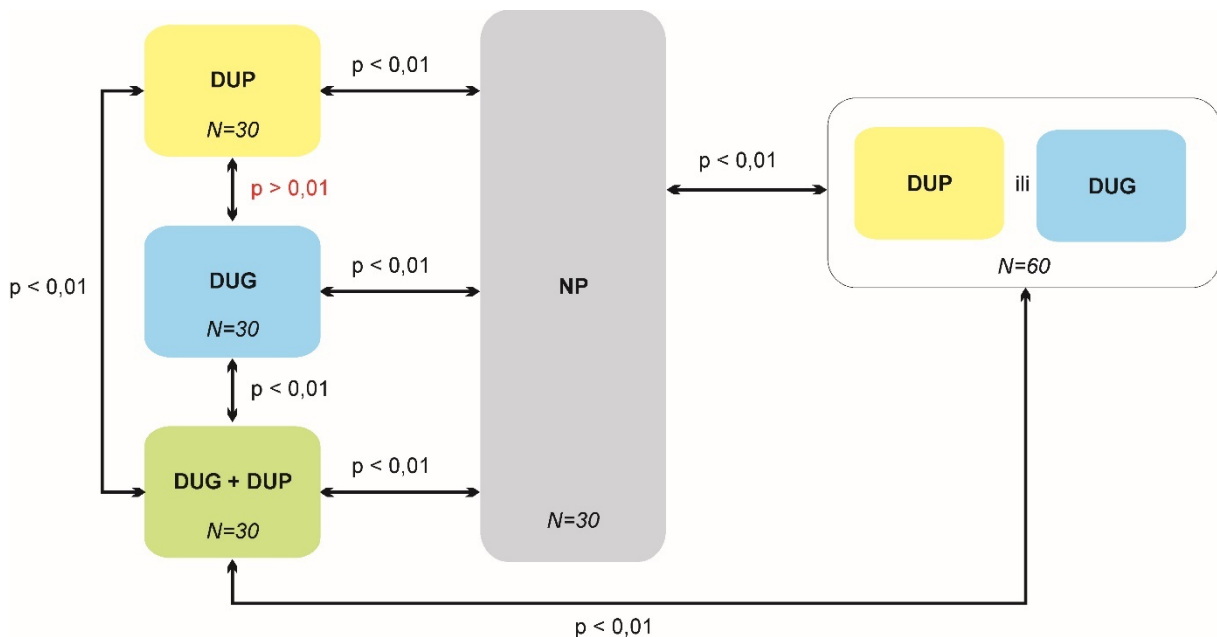 DUP
N=30
p < 0,01
p > 0,01
DUG
N=30
p < 0,01
p < 0,01
p < 0,01
DUG + DUP
N=30
p < 0,01
NP
N=30
p < 0,01
DUP ili DUG
N=60
p < 0,01